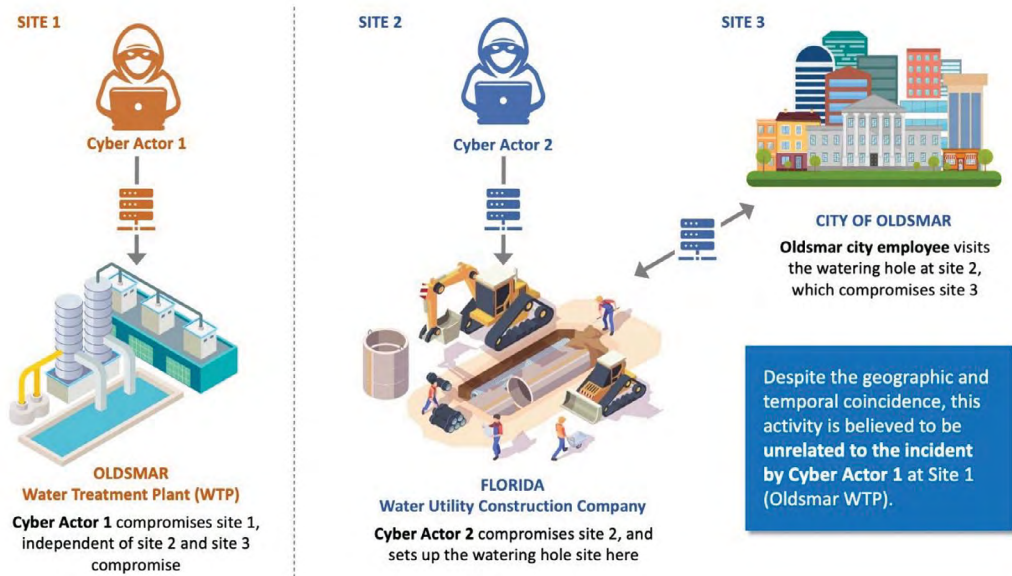 SITE 1
Cyber Actor 1
OLDSMAR
Water Treatment Plant (WTP)
Cyber Actor 1 compromises site 1,
independent of site 2 and site 3
compromise
SITE 2
Cyber Actor 2
FLORIDA
Water Utility Construction Company
Cyber Actor 2 compromises site 2, and
sets up the watering hole site here
SITE 3
CITY OF OLDSMAR
Oldsmar city employee visits
the watering hole at site 2,
which compromises site 3
Despite the geographic and
temporal coincidence, this
activity is believed to be
unrelated to the incident
by Cyber Actor 1 at Site 1
(Oldsmar WTP).